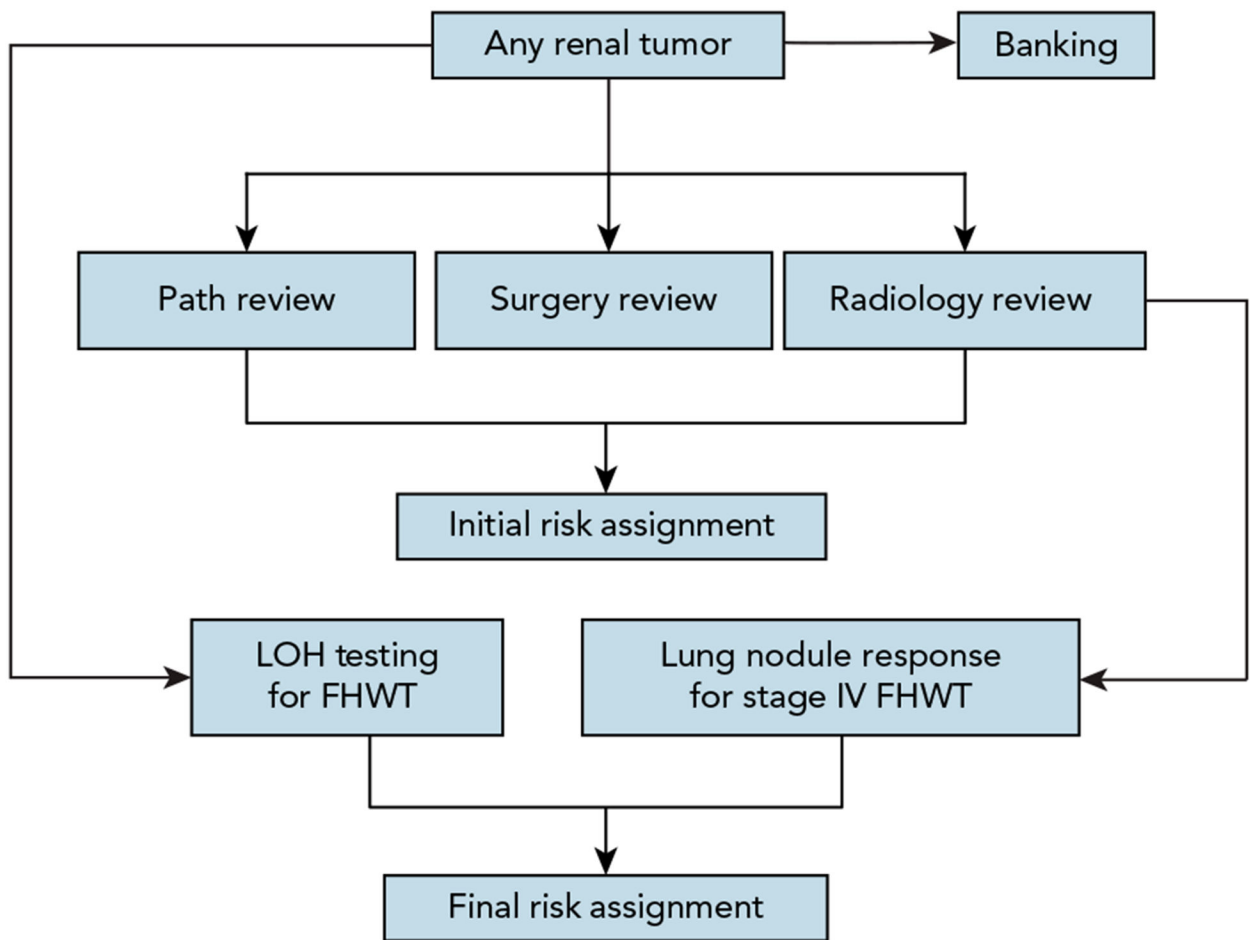 Any renal tumor
Banking
Path review
Surgery review
Radiology review
Initial risk assignment
LOH testing
for FHWT
Lung nodule response
for stage IV FHWT
Final risk assignment